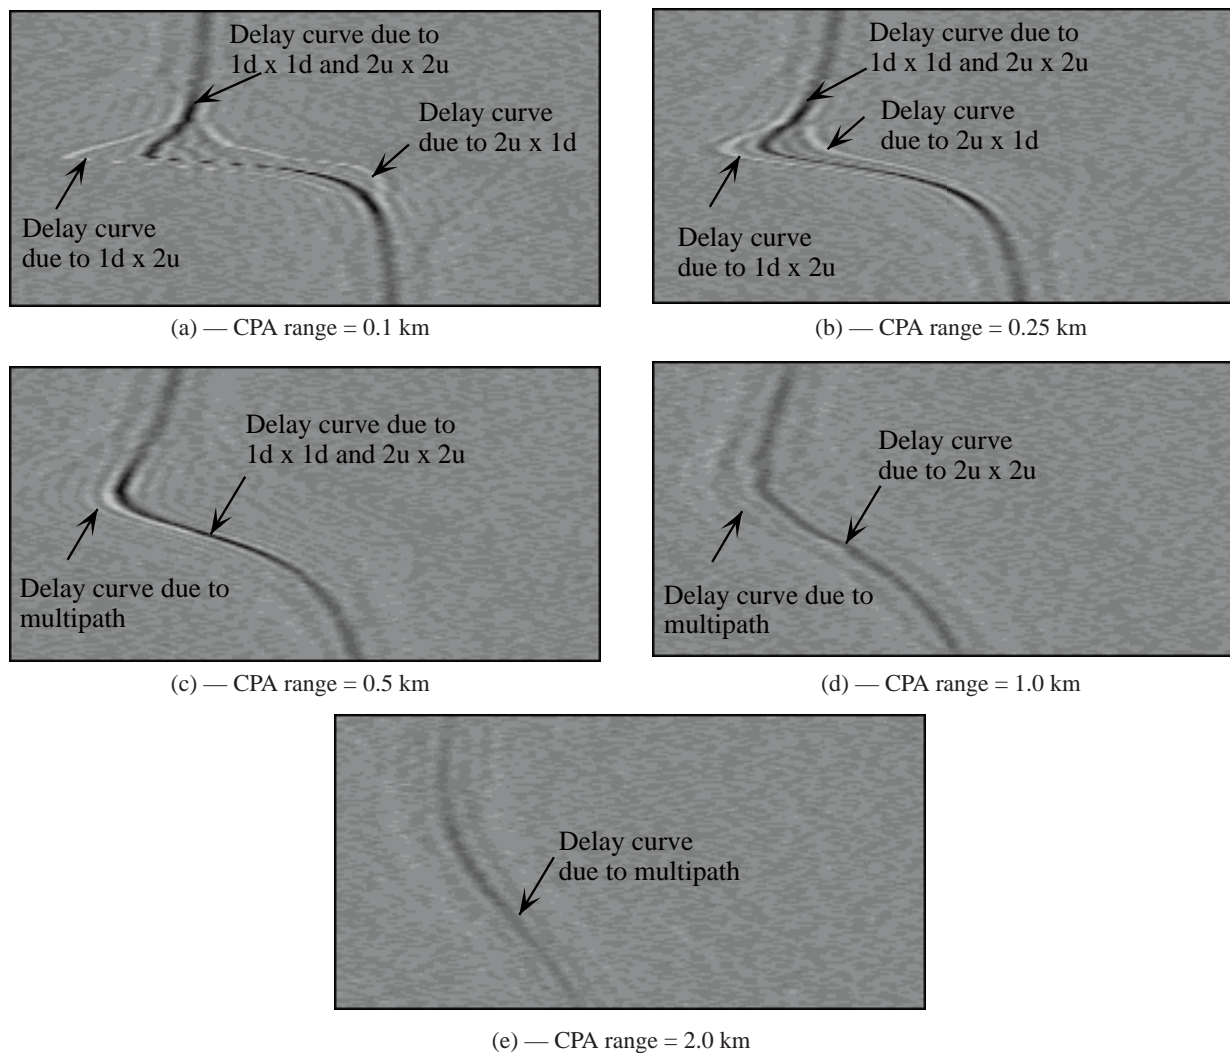 Delay curve due to
1d x 1d and 2u x 2u
Delay curve
due to 2u x 1d
Delay curve
due to 1d x 2u
(a) — CPA range = 0.1 km
Delay curve due to
1d x 1d and 2u x 2u
Delay curve
due to 2u x 1d
Delay curve
due to 1d x 2u
(b) — CPA range = 0.25 km
Delay curve due to
1d x 1d and 2u x 2u
Delay curve due to
multipath
(c) — CPA range = 0.5 km
Delay curve
due to 2u x 2u
Delay curve due to
multipath
(d) — CPA range = 1.0 km
Delay curve
due to multipath
(e) — CPA range = 2.0 km